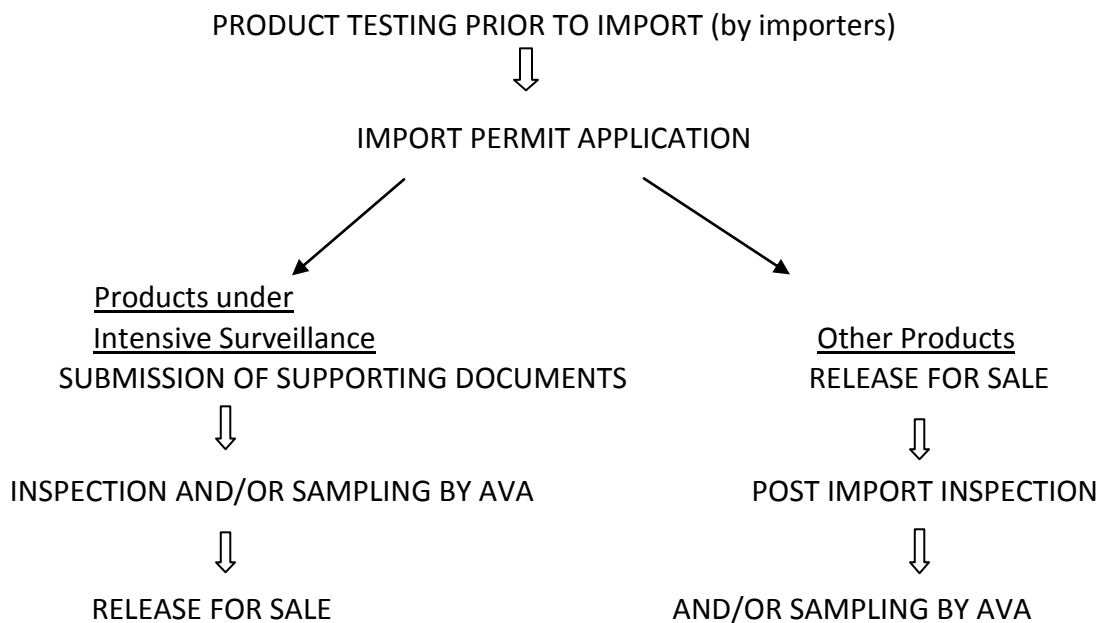 PRODUCT TESTING PRIOR TO IMPORT (by importers)
IMPORT PERMIT APPLICATION
Products under
Intensive Surveillance
SUBMISSION OF SUPPORTING DOCUMENTS
INSPECTION AND/OR SAMPLING BY AVA
RELEASE FOR SALE
Other Products
RELEASE FOR SALE
POST IMPORT INSPECTION
AND/OR SAMPLING BY AVA